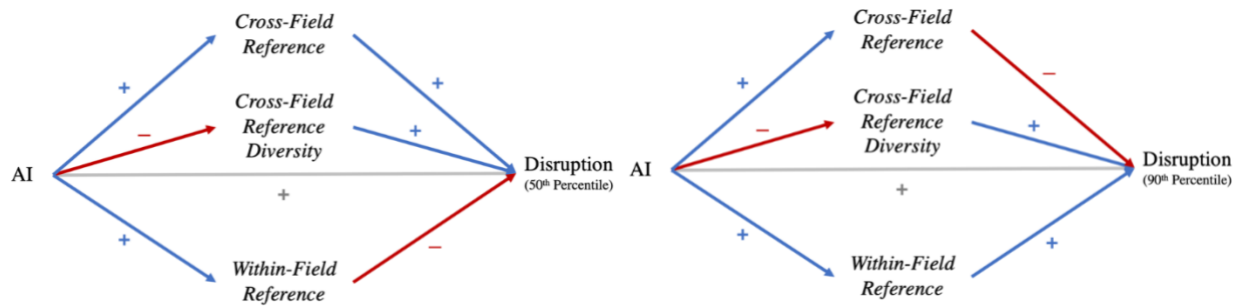 Cross-Field
Reference
+
+
Cross-Field
Reference
Diversity
−
+
AI
Disruption
(50th Percentile)
+
+
−
Within-Field
Reference
Cross-Field
Reference
+
−
Cross-Field
Reference
Diversity
−
+
AI
Disruption
(90th Percentile)
+
+
+
Within-Field
Reference